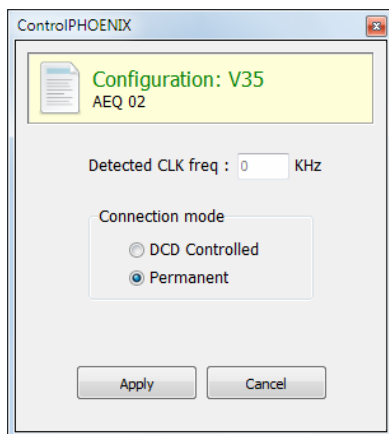 ControlPHOENIX
Configuration: V35
AEQ 02
Detected CLK freq : 0 KHz
Connection mode
DCD Controlled
Permanent
Apply Cancel